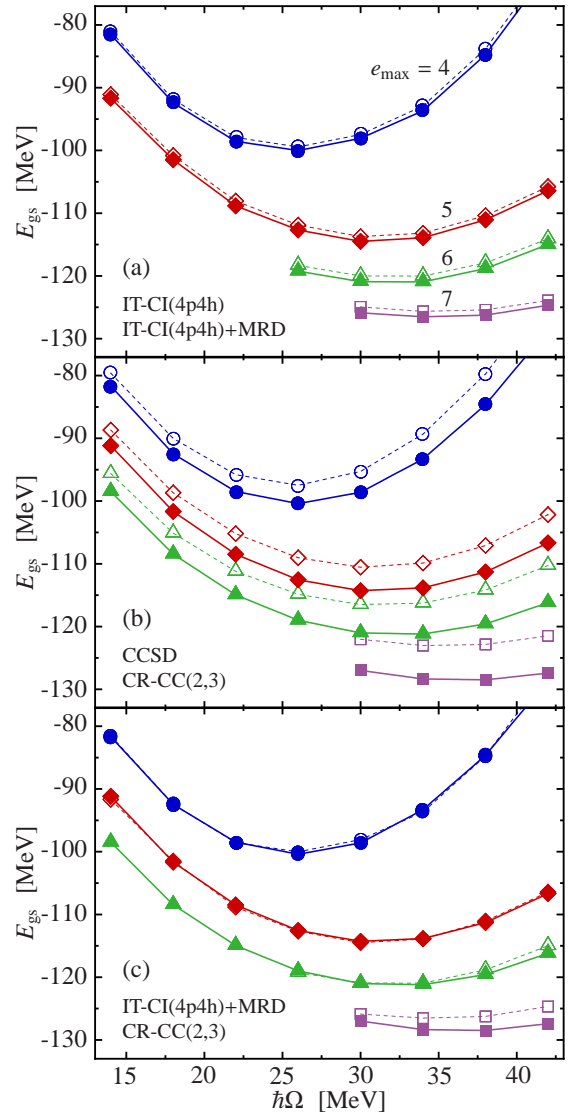 -80
-90
-100
-110
-120
-130
E_gs [MeV]
e_max = 4
5
6
7
(a)
IT-CI(4p4h)
IT-CI(4p4h)+MRD
-80
-90
-100
-110
-120
-130
E_gs [MeV]
(b)
CCSD
CR-CC(2,3)
-80
-90
-100
-110
-120
-130
E_gs [MeV]
(c)
IT-CI(4p4h)+MRD
CR-CC(2,3)
15 20 25 30 35 40
ℏΩ [MeV]